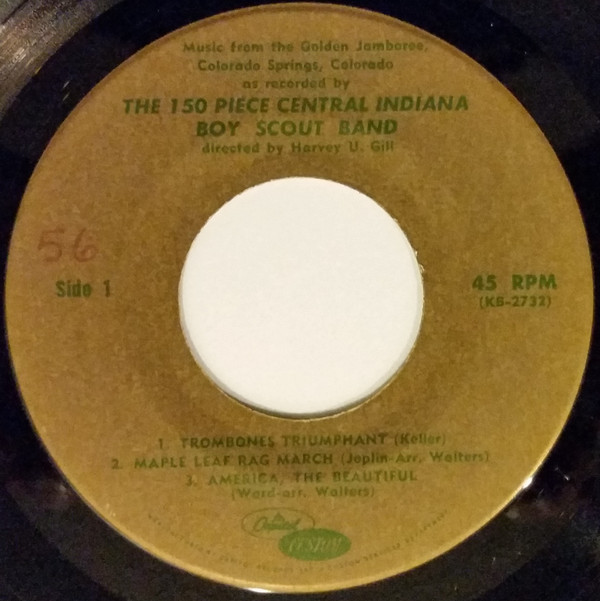 Music from the Golden Jamboree,
Colorado Springs, Colorado
as recorded by
THE 150 PIECE CENTRAL INDIANA
BOY SCOUT BAND
directed by Harvey U. Gill
56
Side 1
45 RPM
(KB-2732)
1. TROMBONES TRIUMPHANT (Keller)
2. MAPLE LEAF RAG MARCH (Joplin-Arr. Walters)
3. AMERICA, THE BEAUTIFUL
(Ward-arr. Walters)
Capitol
CUSTOM